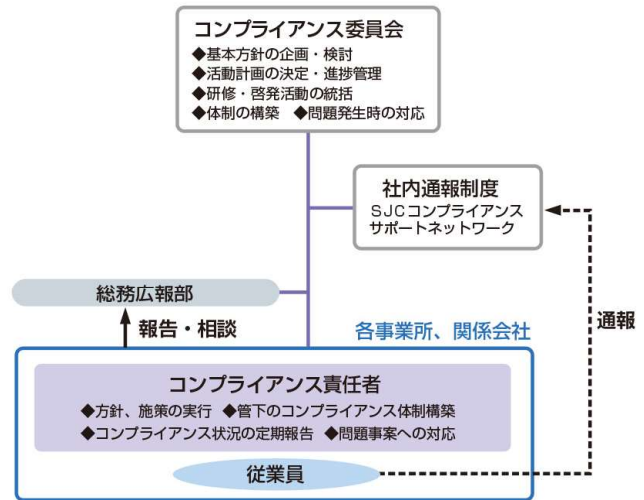 コンプライアンス委員会
◆基本方針の企画・検討
◆活動計画の決定・進捗管理
◆研修・啓発活動の統括
◆体制の構築 ◆問題発生時の対応
社内通報制度
ＳＪＣコンプライアンス
サポートネットワーク
総務広報部
報告・相談
各事業所、関係会社
通報
コンプライアンス責任者
◆方針、施策の実行 ◆管下のコンプライアンス体制構築
◆コンプライアンス状況の定期報告 ◆問題事案への対応
従業員